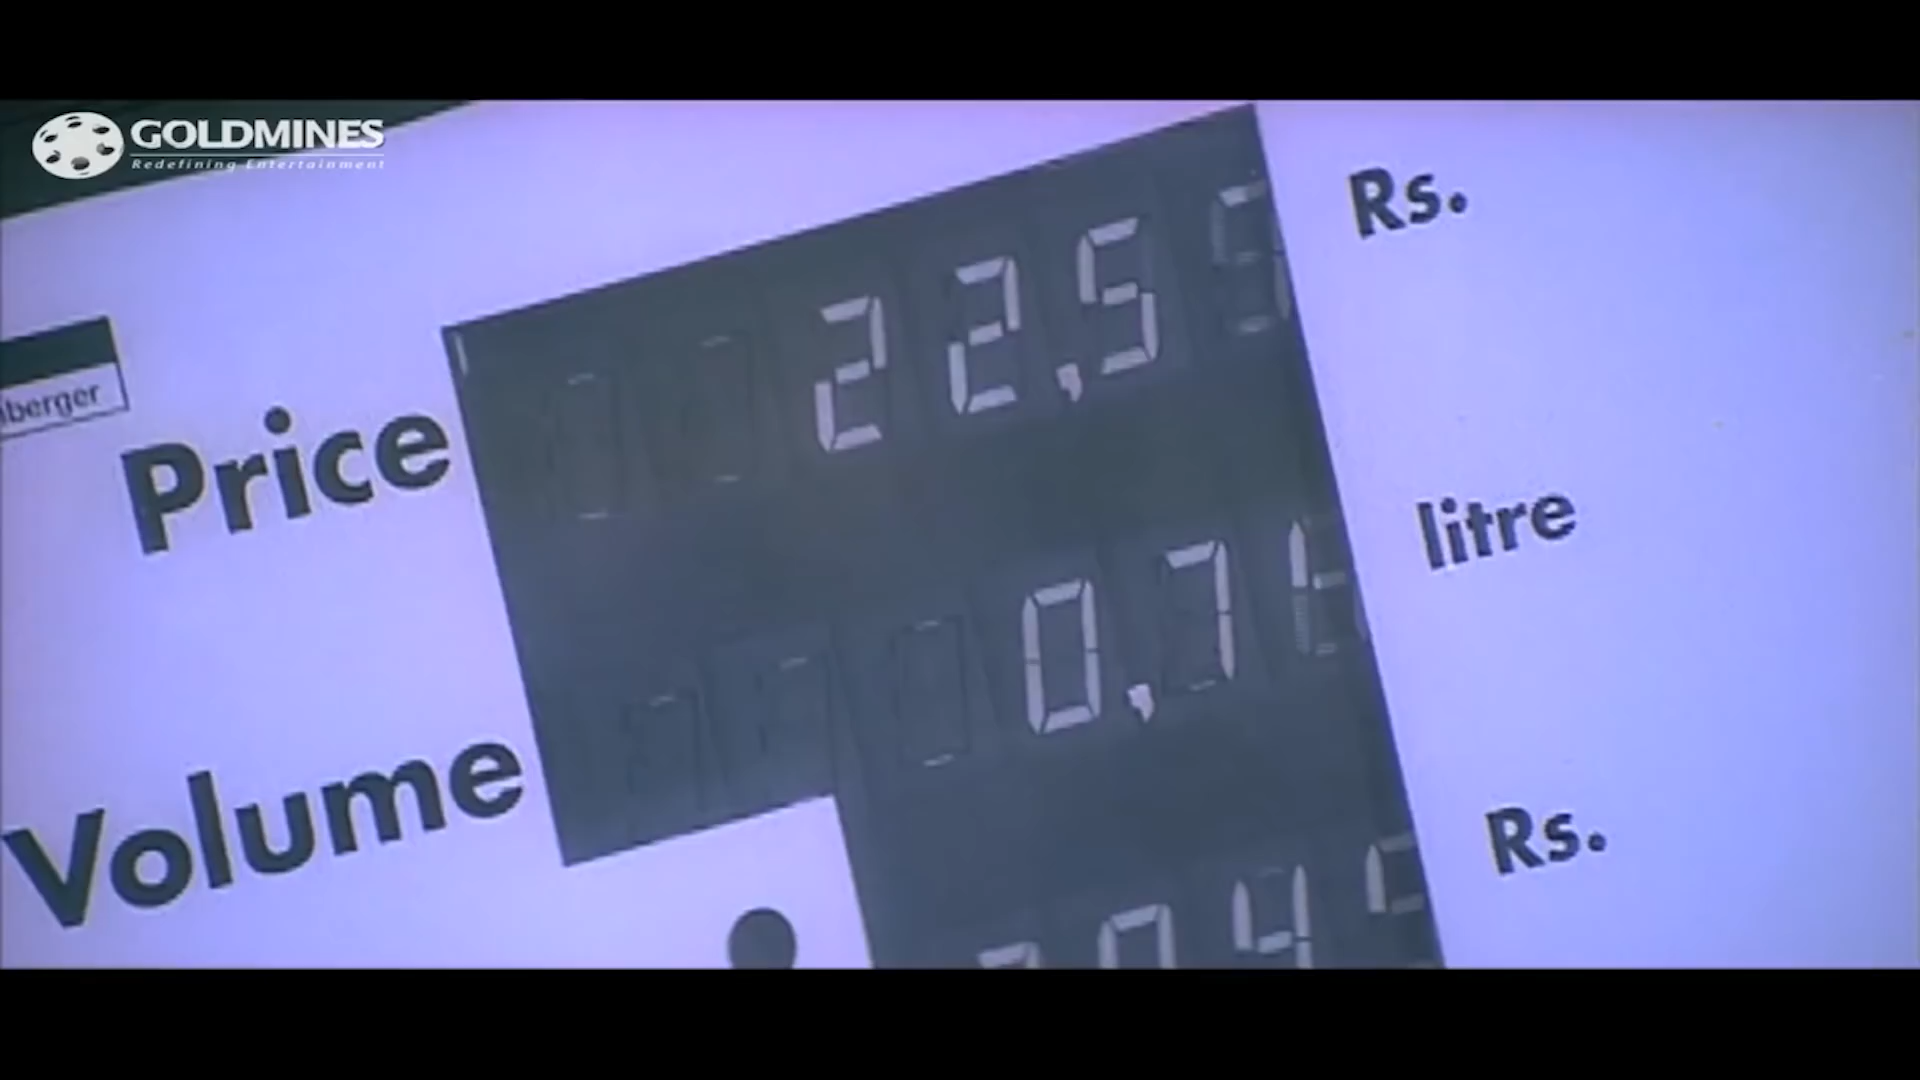 GOLDMINES
Redefining Entertainment
22,5
Rs.
berger
Price
0,7
litre
Volume
Rs.